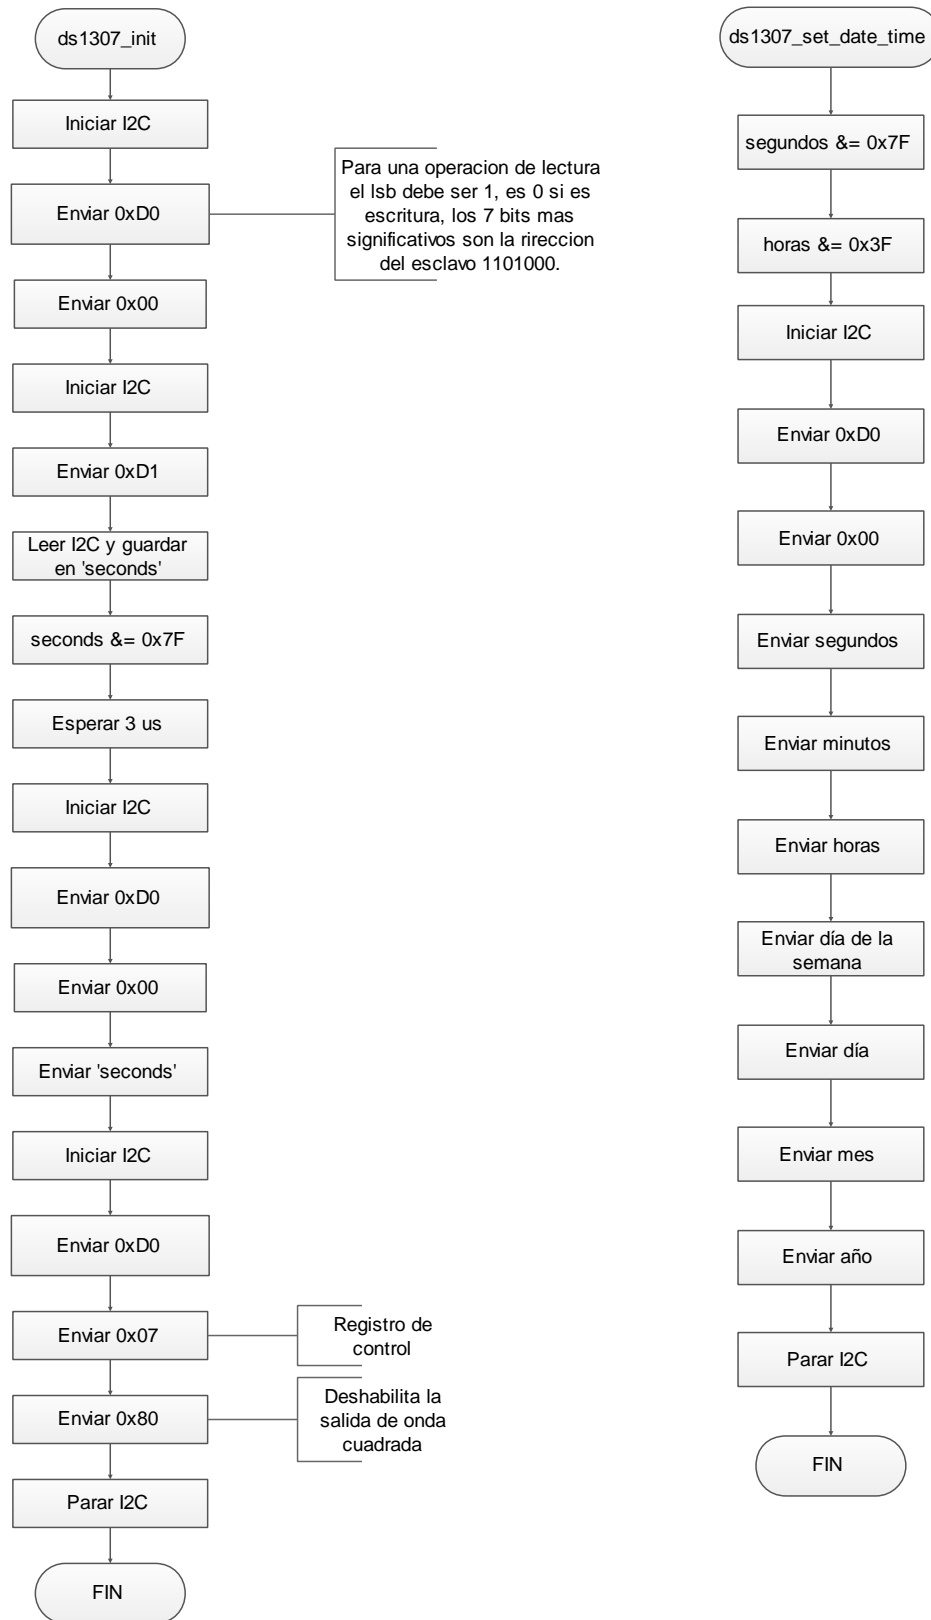 ds1307_init
Iniciar I2C
Enviar 0xD0
Para una operacion de lectura
el lsb debe ser 1, es 0 si es
escritura, los 7 bits mas
significativos son la rireccion
del esclavo 1101000.
Enviar 0x00
Iniciar I2C
Enviar 0xD1
Leer I2C y guardar
en 'seconds'
seconds &= 0x7F
Esperar 3 us
Iniciar I2C
Enviar 0xD0
Enviar 0x00
Enviar 'seconds'
Iniciar I2C
Enviar 0xD0
Enviar 0x07
Registro de
control
Enviar 0x80
Deshabilita la
salida de onda
cuadrada
Parar I2C
FIN
ds1307_set_date_time
segundos &= 0x7F
horas &= 0x3F
Iniciar I2C
Enviar 0xD0
Enviar 0x00
Enviar segundos
Enviar minutos
Enviar horas
Enviar día de la
semana
Enviar día
Enviar mes
Enviar año
Parar I2C
FIN